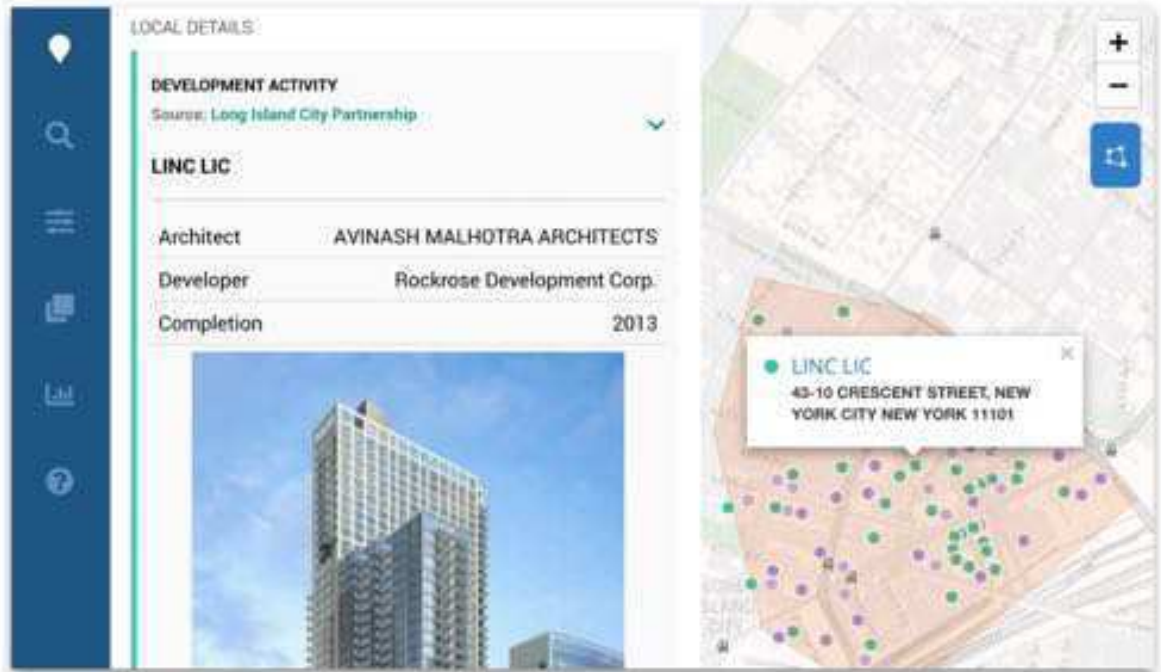 LOCAL DETAILS
DEVELOPMENT ACTIVITY
Source: Long Island City Partnership
LINC LIC
Architect AVINASH MALHOTRA ARCHITECTS
Developer Rockrose Development Corp.
Completion 2013
+
−
LINC LIC ×
43-10 CRESCENT STREET, NEW
YORK CITY NEW YORK 11101